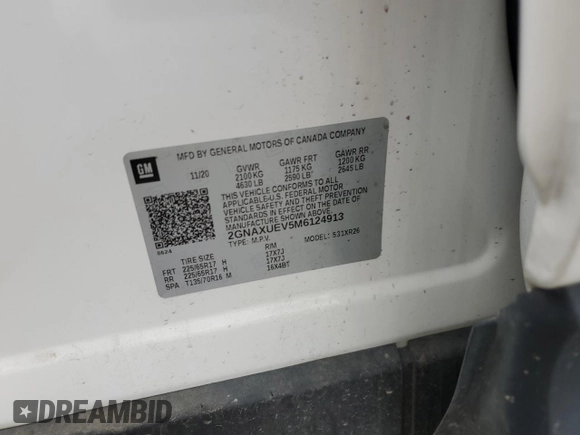 GM
MFD BY GENERAL MOTORS OF CANADA COMPANY
11/20 GVWR GAWR FRT GAWR RR
2100 KG 1175 KG 1200 KG
4630 LB 2590 LB 2645 LB
THIS VEHICLE CONFORMS TO ALL
APPLICABLE U.S. FEDERAL MOTOR
VEHICLE SAFETY AND THEFT
PREVENTION STANDARDS IN EFFECT ON THE DATE OF
MANUFACTURE SHOWN ABOVE.
2GNAXUEV5M6124913
TYPE: M.P.V. MODEL: 531XR26
TIRE SIZE RIM
FRT 225/65R17 H 17X7J
RR 225/65R17 H 17X7J
SPA T135/70R16 M 16X4BT
DREAMBID